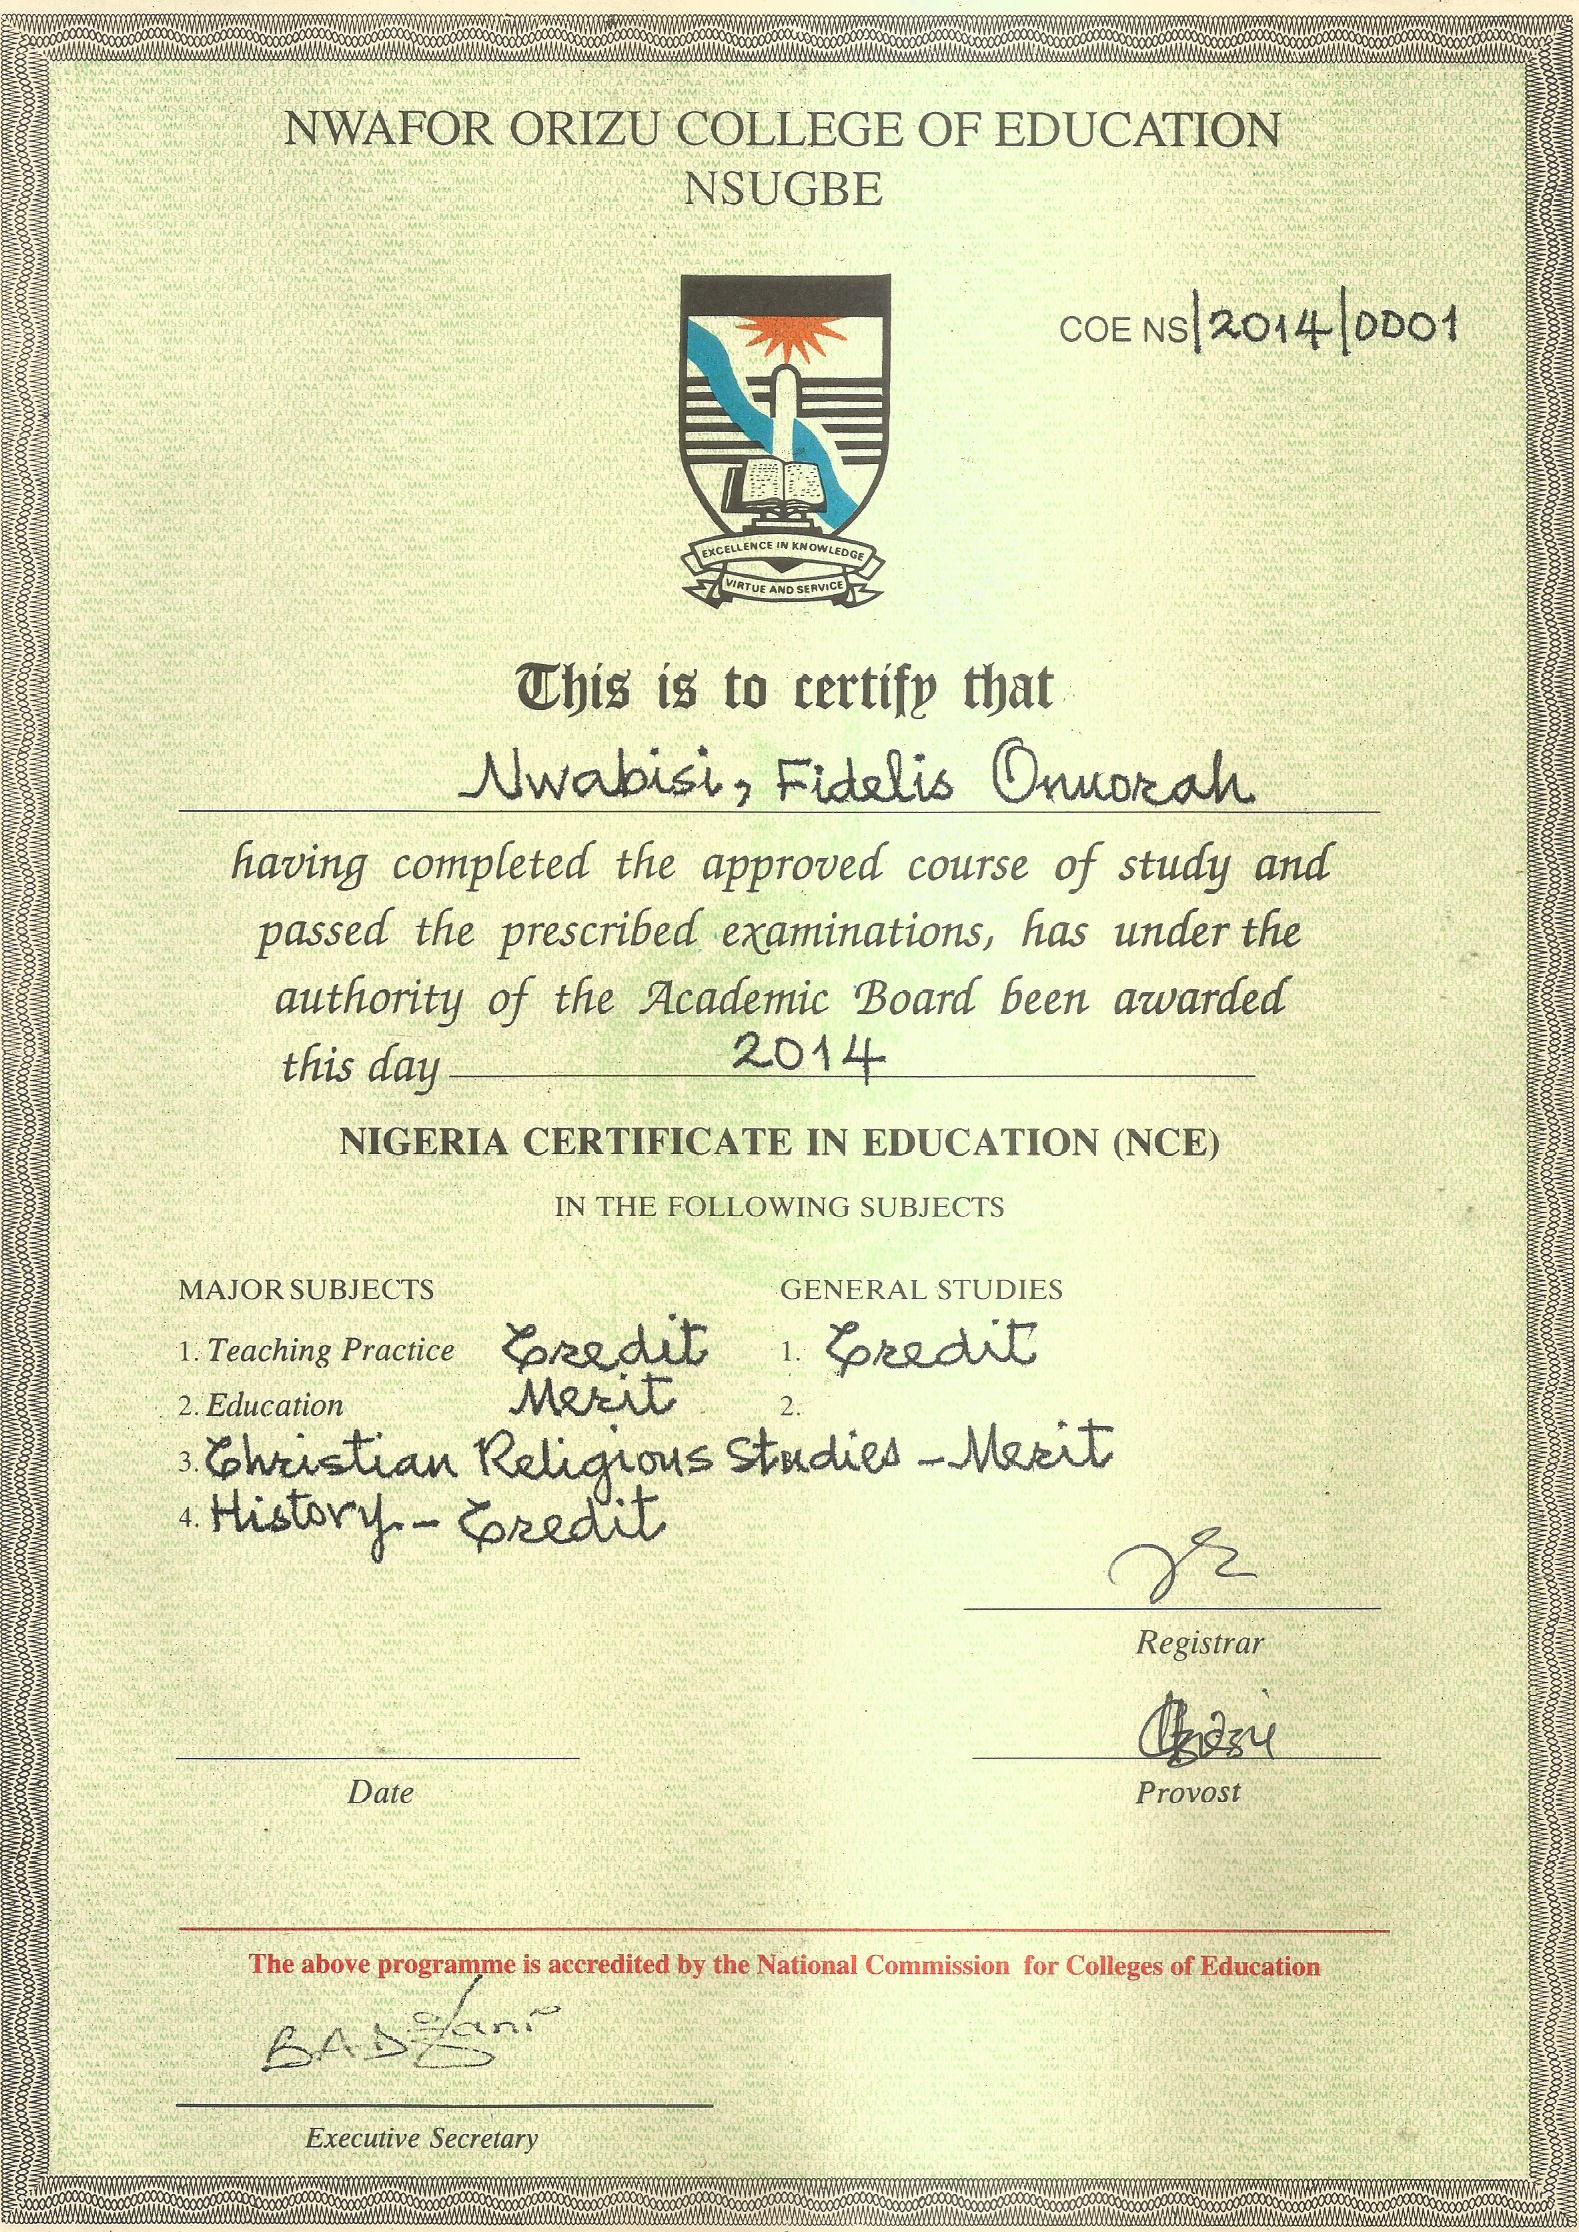 NWAFOR ORIZU COLLEGE OF EDUCATION
NSUGBE
COE NS|2014|0001
EXCELLENCE IN KNOWLEDGE
VIRTUE AND SERVICE
This is to certify that
Nwabisi, Fidelis Onuorah
having completed the approved course of study and
passed the prescribed examinations, has under the
authority of the Academic Board been awarded
this day 2014
NIGERIA CERTIFICATE IN EDUCATION (NCE)
IN THE FOLLOWING SUBJECTS
MAJOR SUBJECTS GENERAL STUDIES
1. Teaching Practice Credit 1. Credit
2. Education Merit 2.
3. Christian Religious Studies - Merit
4. History - Credit
Registrar
Date Provost
The above programme is accredited by the National Commission for Colleges of Education
Executive Secretary